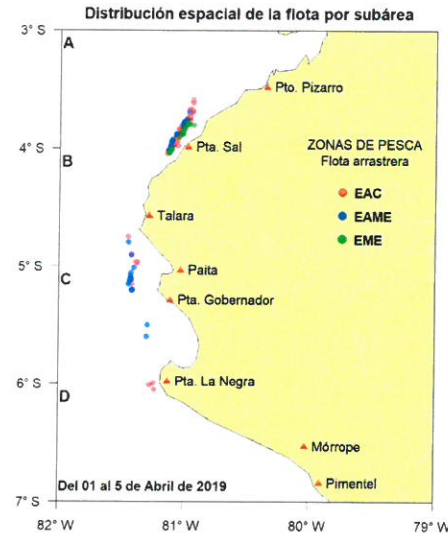 Distribución espacial de la flota por subárea
3° S
A
Pto. Pizarro
4° S
B
Pta. Sal
ZONAS DE PESCA
Flota arrastrera
EAC
EAME
EME
Talara
5° S
C
Paita
Pta. Gobernador
6° S
D
Pta. La Negra
Mórrope
Pimentel
Del 01 al 5 de Abril de 2019
7° S
82° W
81° W
80° W
79° W